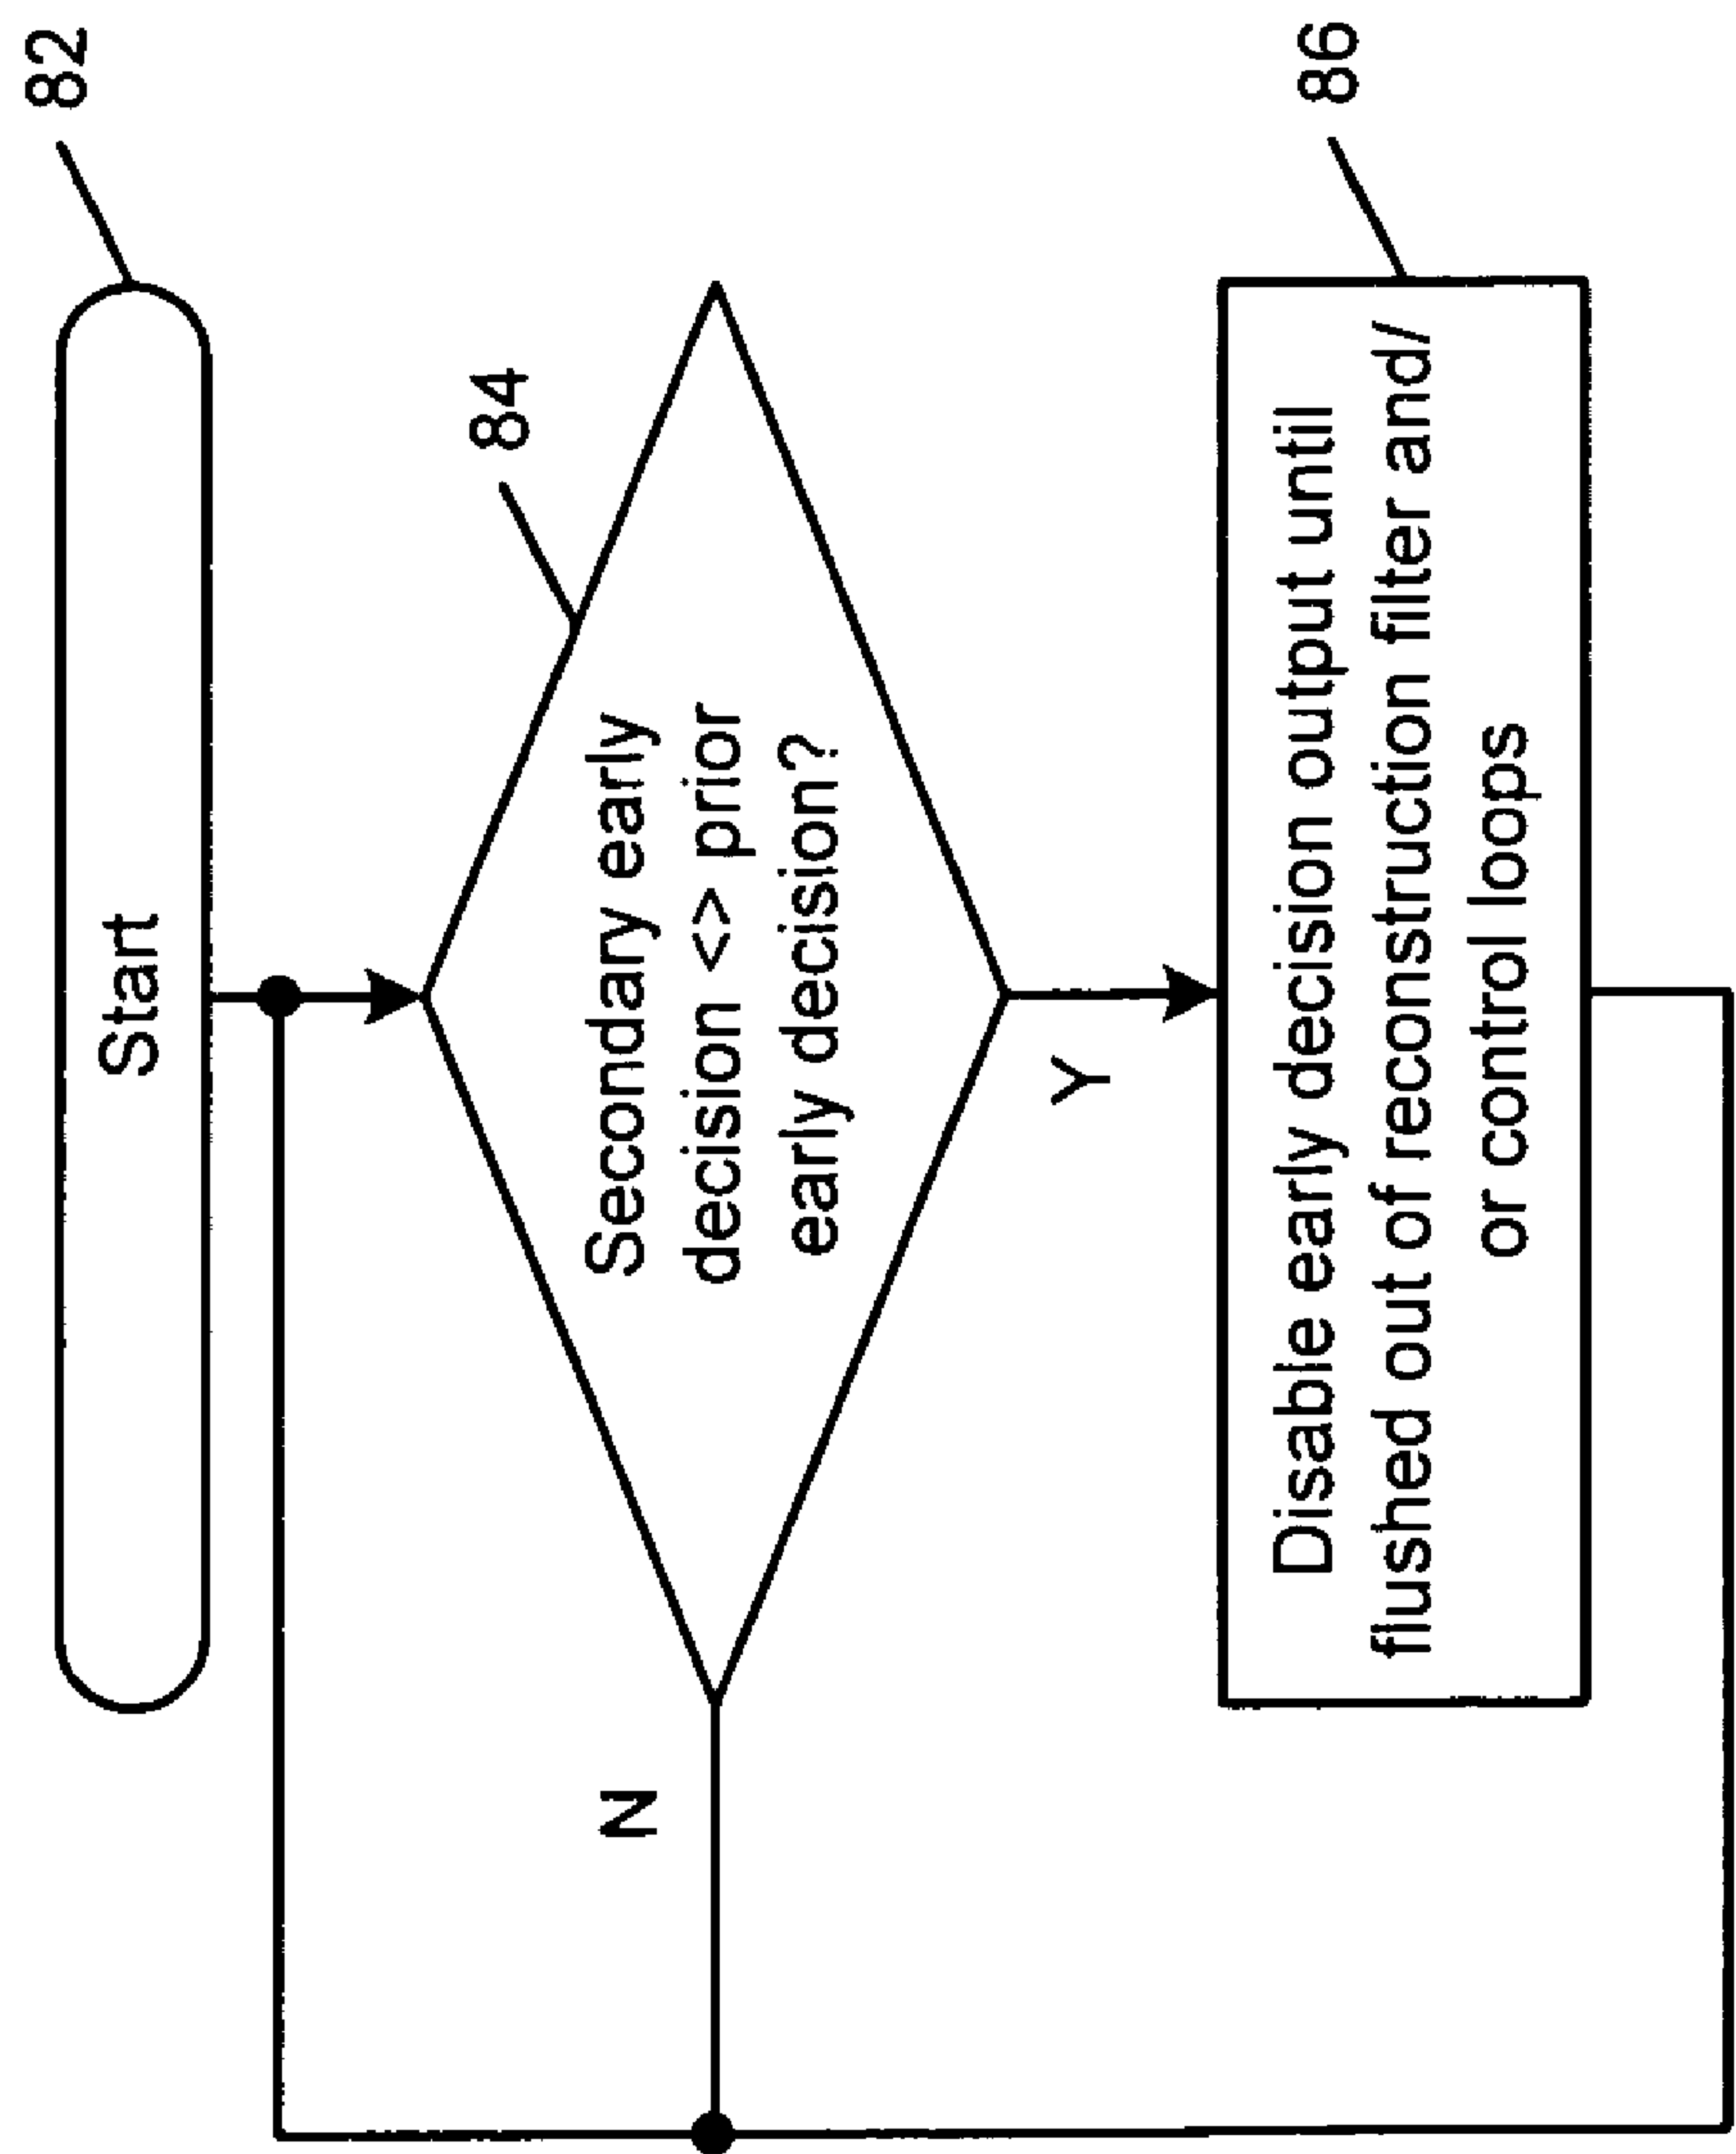 82
Start
84
Secondary early
decision <> prior
early decision?
N
Y
86
Disable early decision output until
flushed out of reconstruction filter and/
or control loops